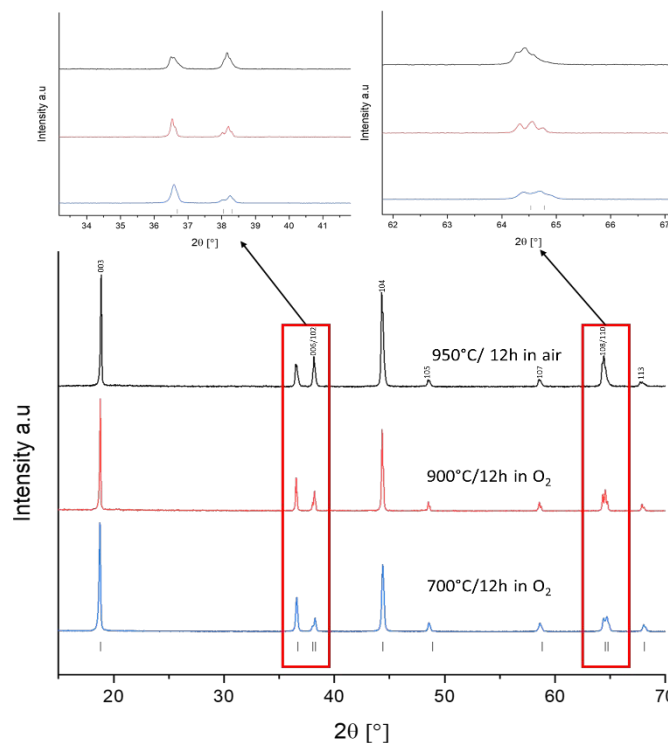 Intensity a.u
34 35 36 37 38 39 40 41
2θ [°]
Intensity a.u
62 63 64 65 66 67
2θ [°]
003
006/102
104
105
107
108/110
113
950°C/ 12h in air
900°C/12h in O₂
700°C/12h in O₂
Intensity a.u
20 30 40 50 60 70
2θ [°]